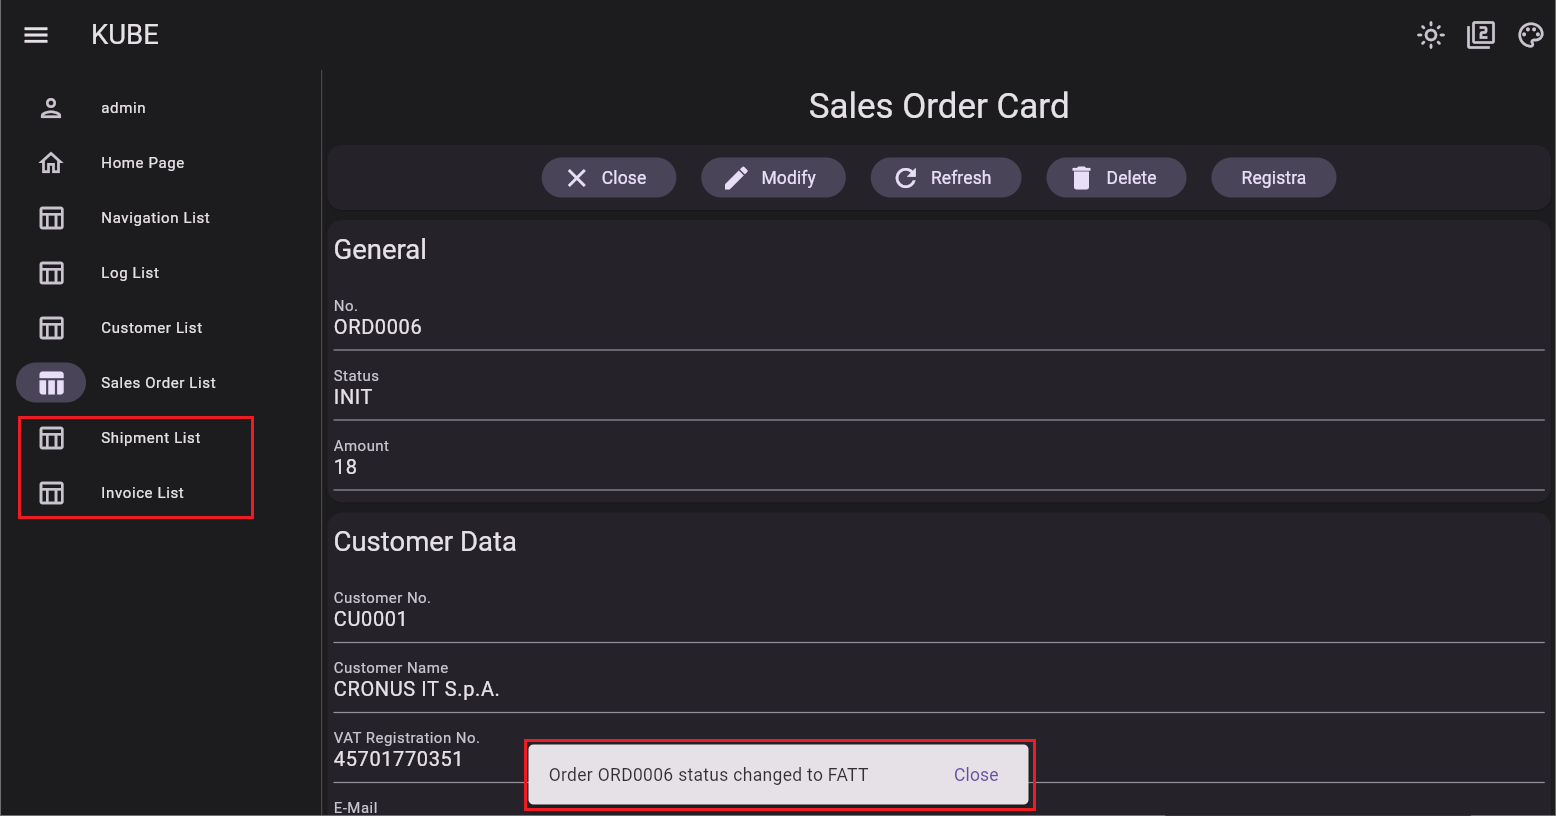 KUBE
2
admin
Home Page
Navigation List
Log List
Customer List
Sales Order List
Shipment List
Invoice List
Sales Order Card
Close
Modify
Refresh
Delete
Registra
General
No.
ORD0006
Status
INIT
Amount
18
Customer Data
Customer No.
CU0001
Customer Name
CRONUS IT S.p.A.
VAT Registration No.
45701770351
E-Mail
Order ORD0006 status changed to FATT
Close